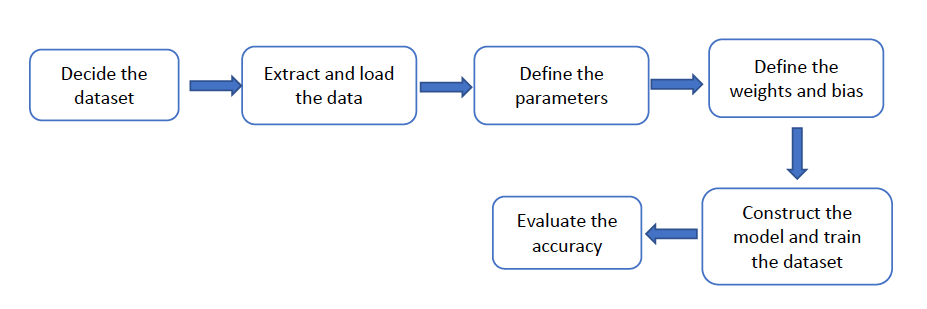 Decide the
dataset
Extract and load
the data
Define the
parameters
Define the
weights and bias
Construct the
model and train
the dataset
Evaluate the
accuracy